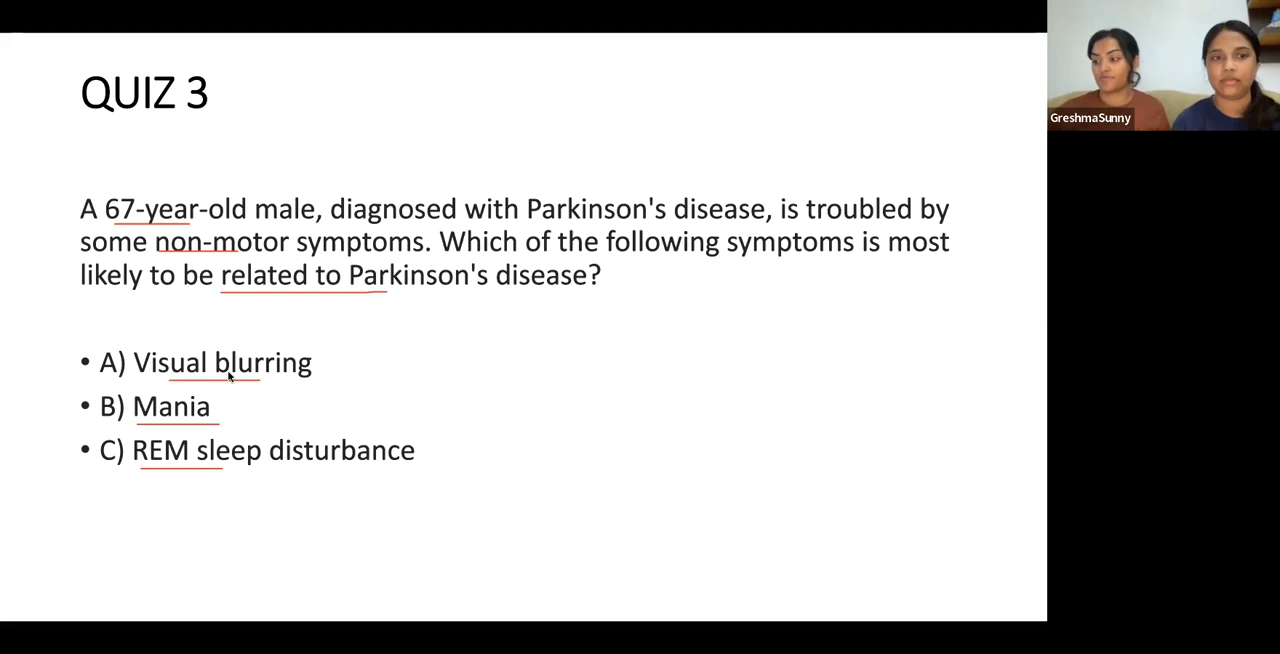 QUIZ 3
GreshmaSunny
A 67-year-old male, diagnosed with Parkinson's disease, is troubled by
some non-motor symptoms. Which of the following symptoms is most
likely to be related to Parkinson's disease?
• A) Visual blurring
• B) Mania
• C) REM sleep disturbance